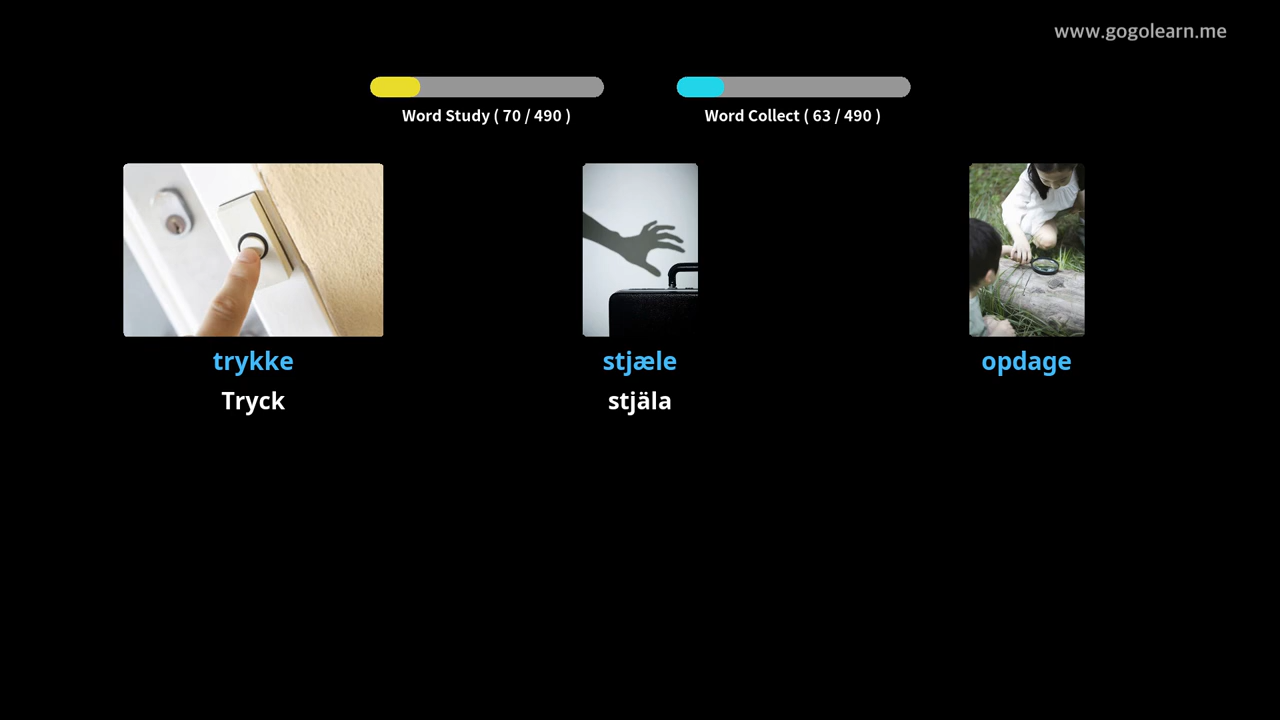 www.gogolearn.me
Word Study ( 70 / 490 )
Word Collect ( 63 / 490 )
trykke
Tryck
stjæle
stjäla
opdage